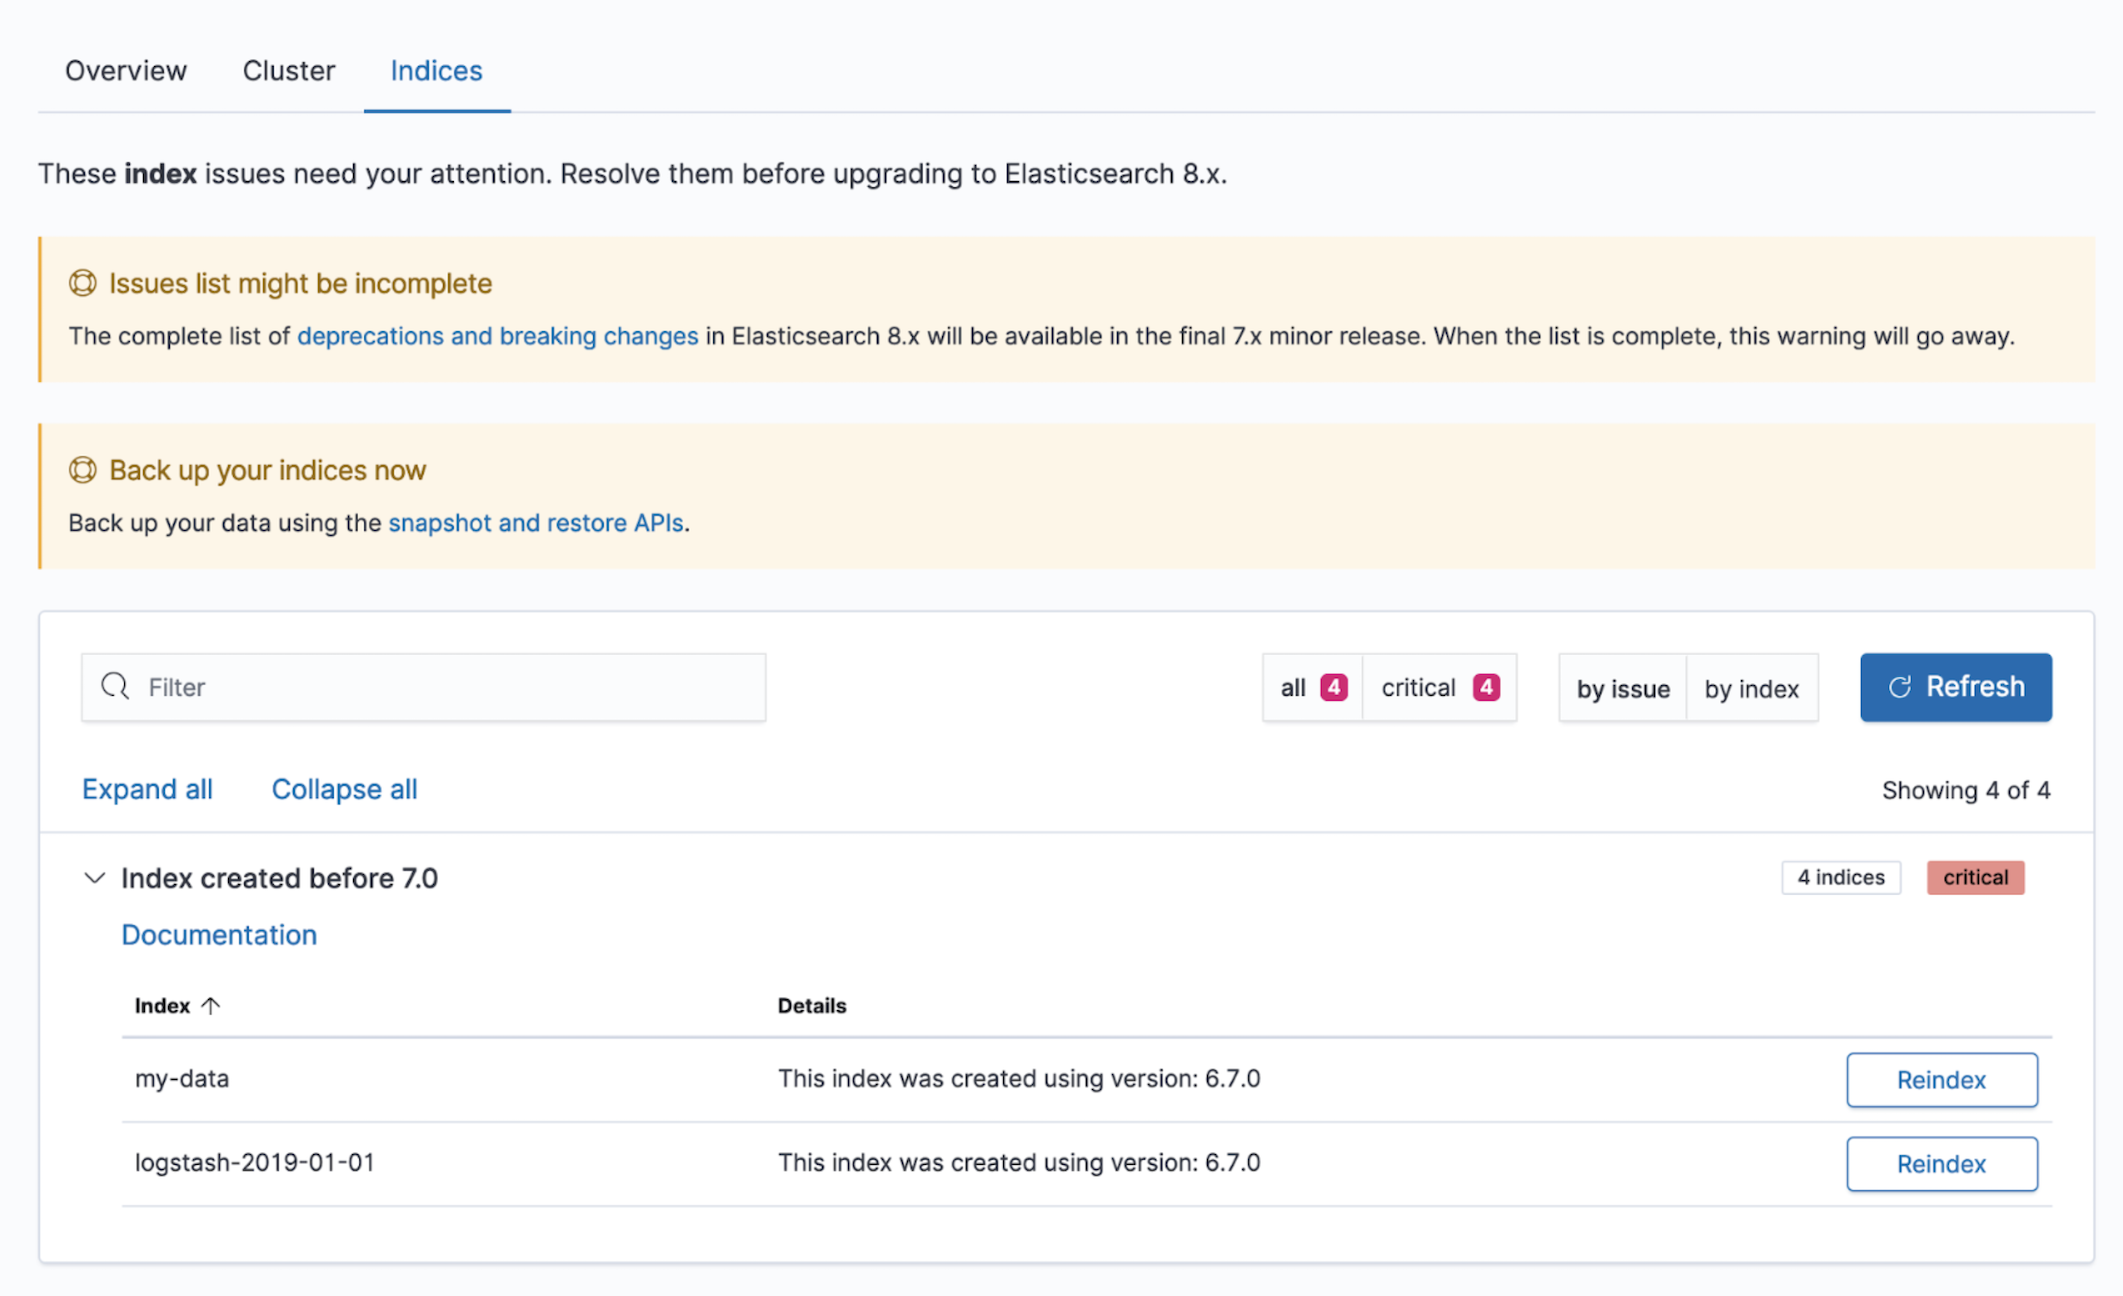 Overview Cluster Indices
These index issues need your attention. Resolve them before upgrading to Elasticsearch 8.x.
Issues list might be incomplete
The complete list of deprecations and breaking changes in Elasticsearch 8.x will be available in the final 7.x minor release. When the list is complete, this warning will go away.
Back up your indices now
Back up your data using the snapshot and restore APIs.
Filter all 4 critical 4 by issue by index Refresh
Expand all Collapse all Showing 4 of 4
Index created before 7.0 4 indices critical
Documentation
Index Details
my-data This index was created using version: 6.7.0 Reindex
logstash-2019-01-01 This index was created using version: 6.7.0 Reindex